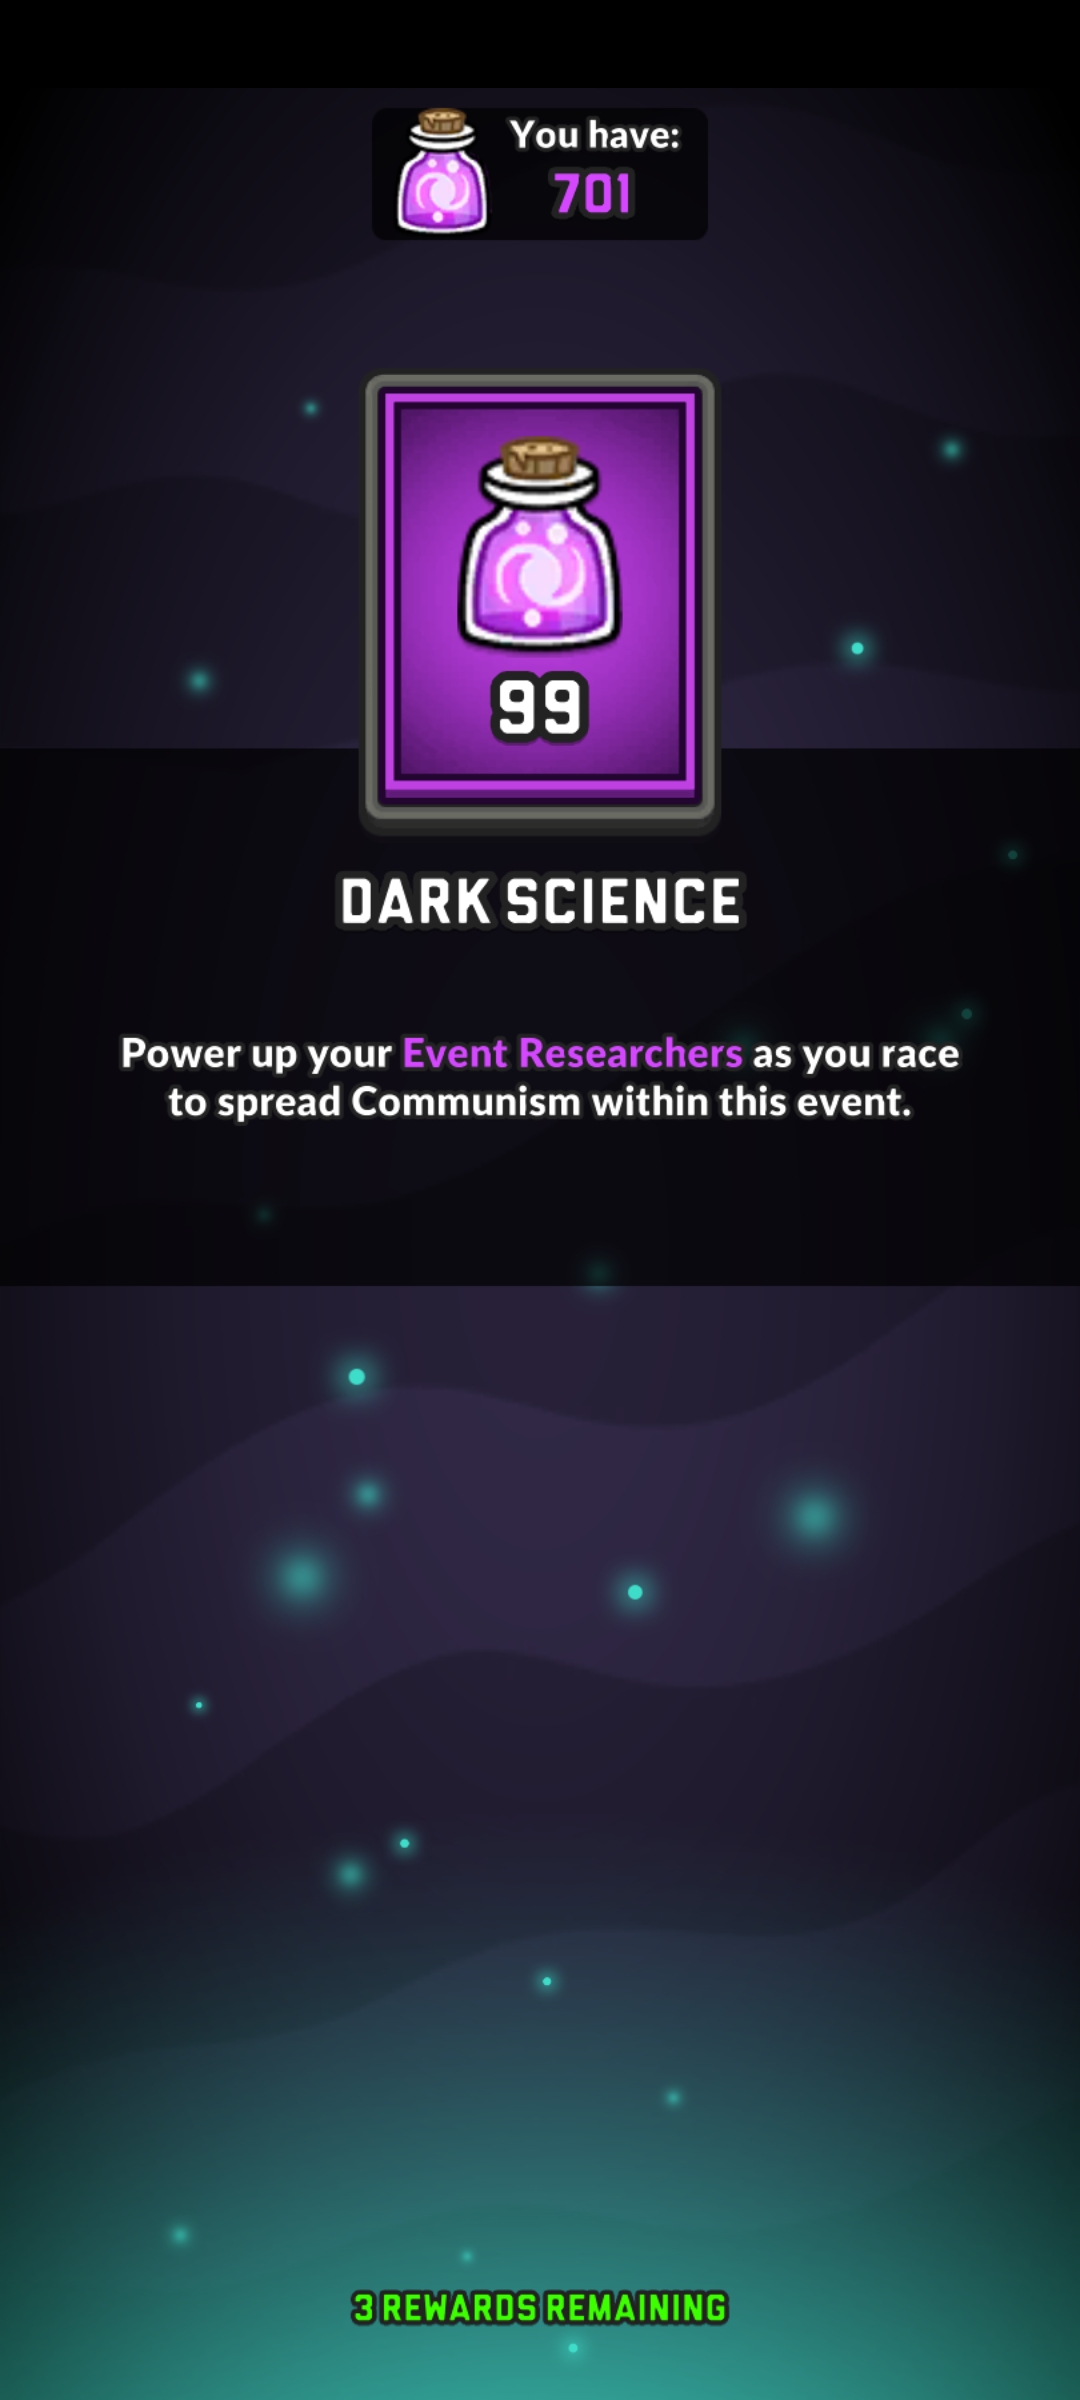 You have:
701
99
DARK SCIENCE
Power up your Event Researchers as you race
to spread Communism within this event.
3 REWARDS REMAINING